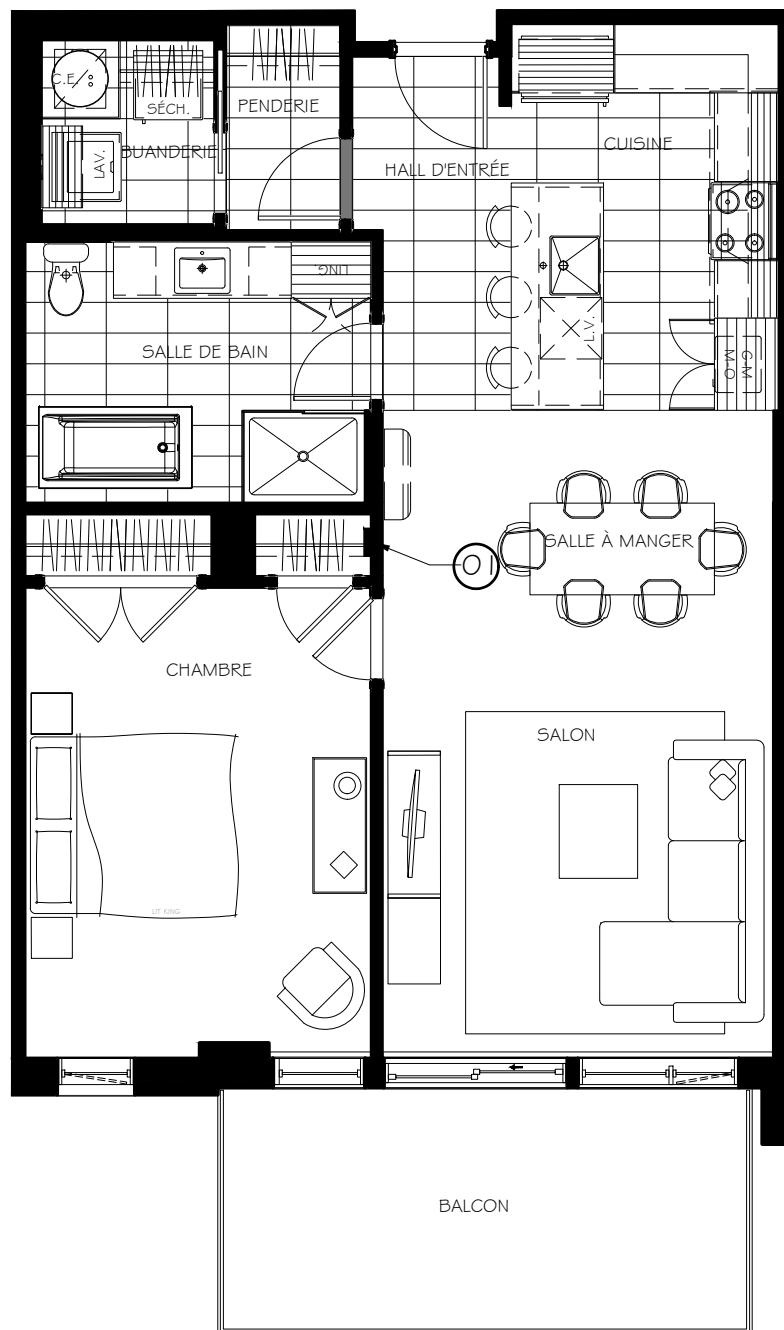 C.E.
SÉCH.
PENDERIE
LAV.
BUANDERIE
CUISINE
HALL D'ENTRÉE
LING.
L.V.
G-M
M-O
SALLE DE BAIN
SALLE À MANGER
01
CHAMBRE
SALON
LIT KING
BALCON